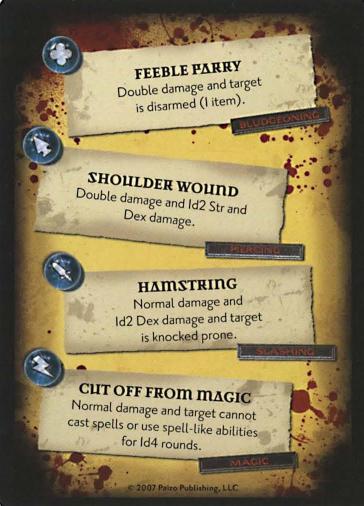 FEEBLE PARRY
Double damage and target
is disarmed (1 item).
BLUDGEONING
SHOULDER WOUND
Double damage and 1d2 Str and
Dex damage.
PIERCING
HAMSTRING
Normal damage and
1d2 Dex damage and target
is knocked prone.
SLASHING
CUT OFF FROM MAGIC
Normal damage and target cannot
cast spells or use spell-like abilities
for 1d4 rounds.
MAGIC
© 2007 Paizo Publishing, LLC